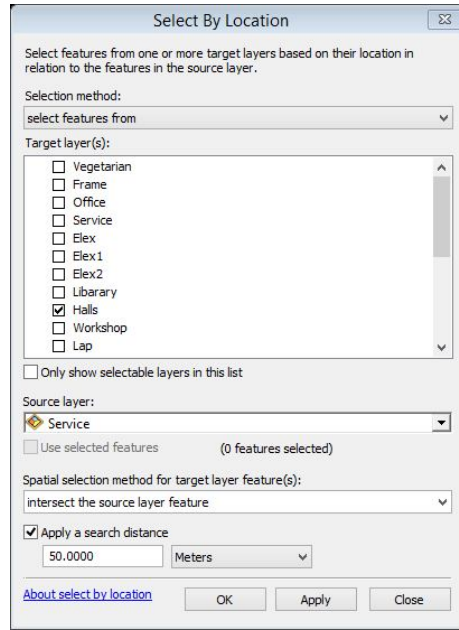 Select By Location
Select features from one or more target layers based on their location in
relation to the features in the source layer.
Selection method:
select features from
Target layer(s):
Vegetarian
Frame
Office
Service
Elex
Elex1
Elex2
Libarary
Halls
Workshop
Lap
Only show selectable layers in this list
Source layer:
Service
Use selected features (0 features selected)
Spatial selection method for target layer feature(s):
intersect the source layer feature
Apply a search distance
50.0000 Meters
About select by location OK Apply Close